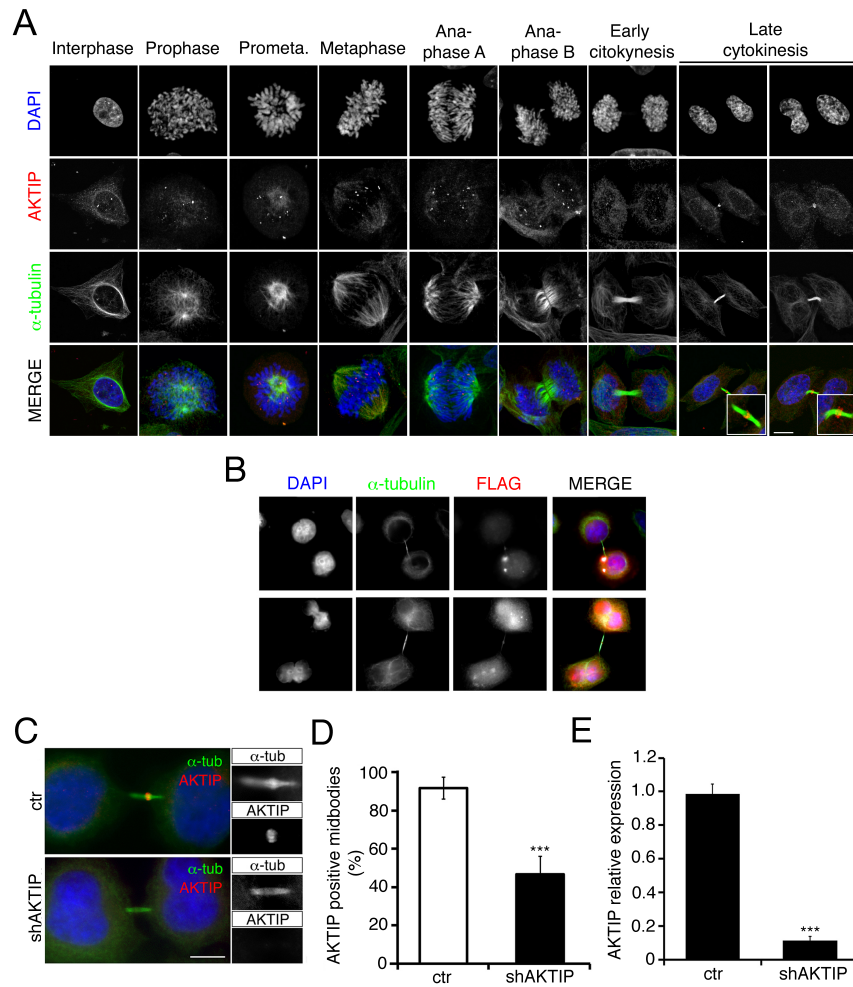 A
Interphase Prophase Prometa. Metaphase Ana-phase A Ana-phase B Early citokynesis Late cytokinesis
DAPI
AKTIP
α-tubulin
MERGE
B
DAPI α-tubulin FLAG MERGE
C
ctr
α-tub
AKTIP
α-tub
AKTIP
shAKTIP
α-tub
AKTIP
α-tub
AKTIP
D
AKTIP positive midbodies
(%)
100
80
60
40
20
0
***
ctr shAKTIP
E
AKTIP relative expression
1.2
1.0
0.8
0.6
0.4
0.2
0
***
ctr shAKTIP